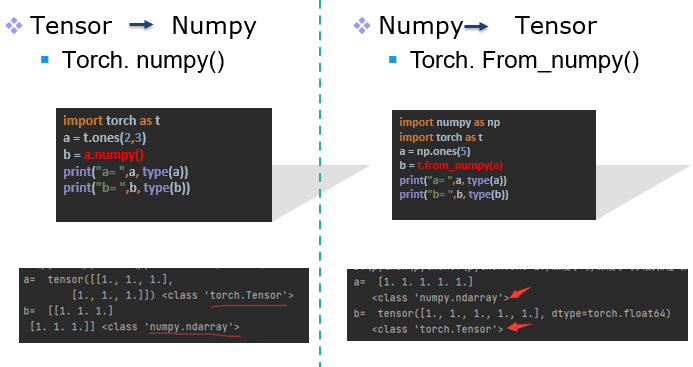 Tensor → Numpy
Torch. numpy()
import torch as t
a = t.ones(2,3)
b = a.numpy()
print("a= ",a, type(a))
print("b= ",b, type(b))
a=  tensor([[1., 1., 1.],
        [1., 1., 1.]]) <class 'torch.Tensor'>
b=  [[1. 1. 1.]
 [1. 1. 1.]] <class 'numpy.ndarray'>
Numpy → Tensor
Torch. From_numpy()
import numpy as np
import torch as t
a = np.ones(5)
b = t.from_numpy(a)
print("a= ",a, type(a))
print("b= ",b, type(b))
a=  [1. 1. 1. 1. 1.]
<class 'numpy.ndarray'>
b=  tensor([1., 1., 1., 1., 1.], dtype=torch.float64)
<class 'torch.Tensor'>